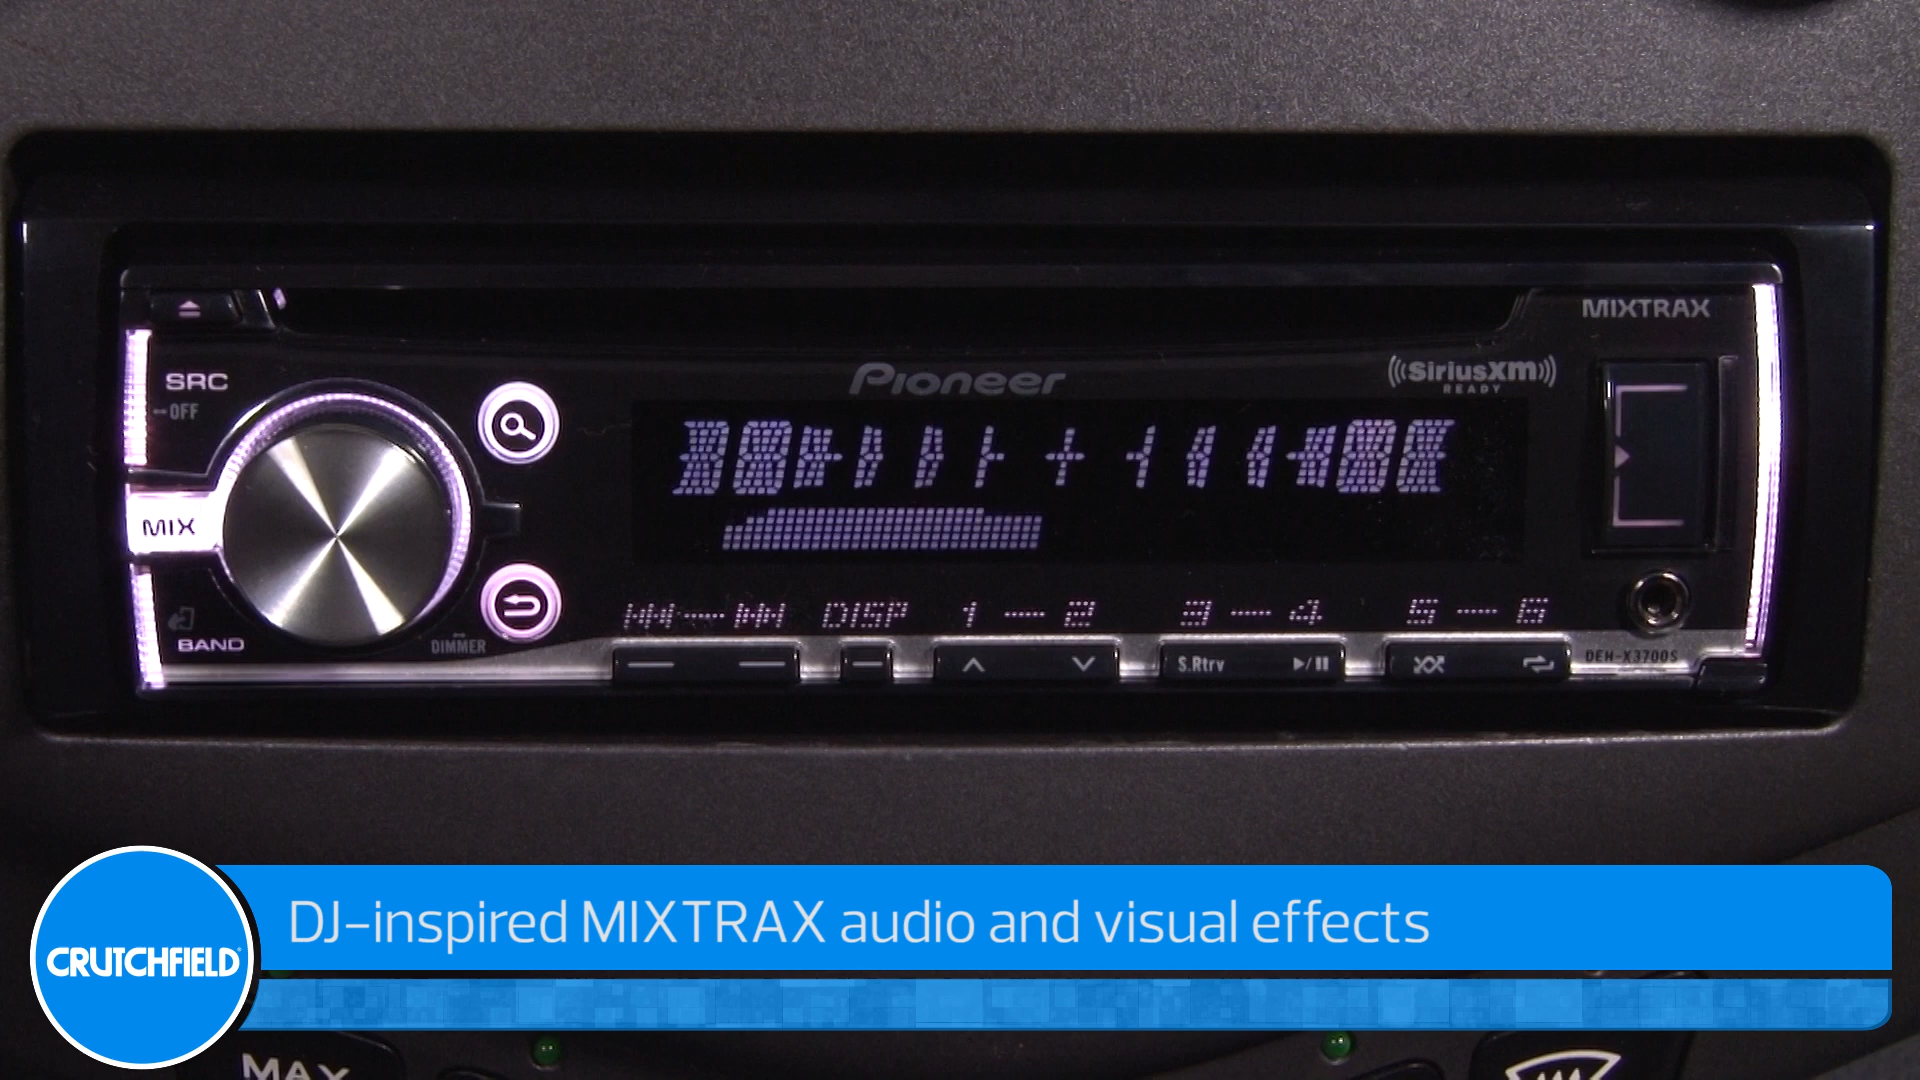 MIXTRAX
SRC
OFF
Pioneer
SiriusXm
READY
MIX
BAND
DIMMER
DISP 1 2 3 4 5 6
S.Rtrv
DEH-X3700S
DJ-inspired MIXTRAX audio and visual effects
CRUTCHFIELD
MAX